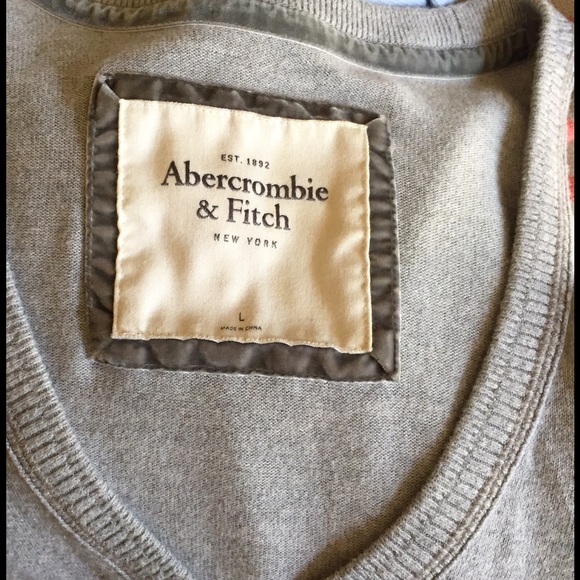 EST. 1892
Abercrombie
& Fitch
NEW YORK
L
MADE IN CHINA